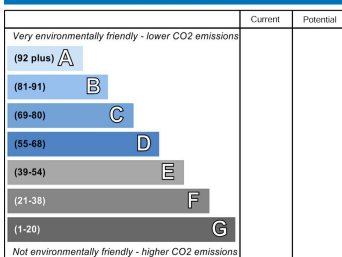 Current Potential
Very environmentally friendly - lower CO2 emissions
(92 plus) A
(81-91) B
(69-80) C
(55-68) D
(39-54) E
(21-38) F
(1-20) G
Not environmentally friendly - higher CO2 emissions